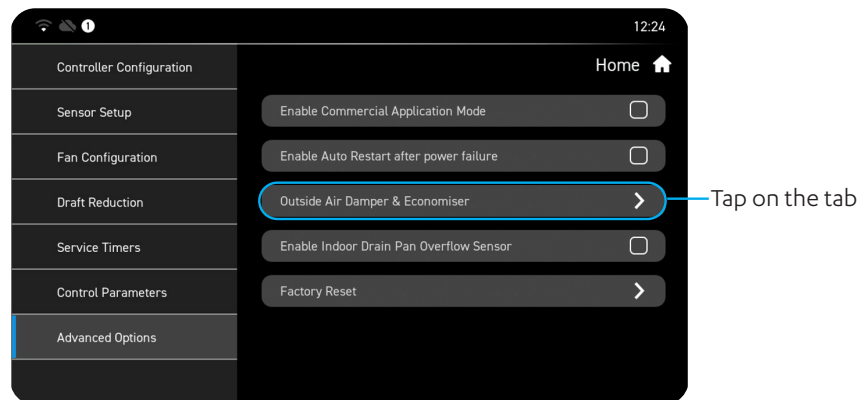 1 12:24
Home
Controller Configuration
Sensor Setup
Fan Configuration
Draft Reduction
Service Timers
Control Parameters
Advanced Options
Enable Commercial Application Mode
Enable Auto Restart after power failure
Outside Air Damper & Economiser
Enable Indoor Drain Pan Overflow Sensor
Factory Reset
Tap on the tab